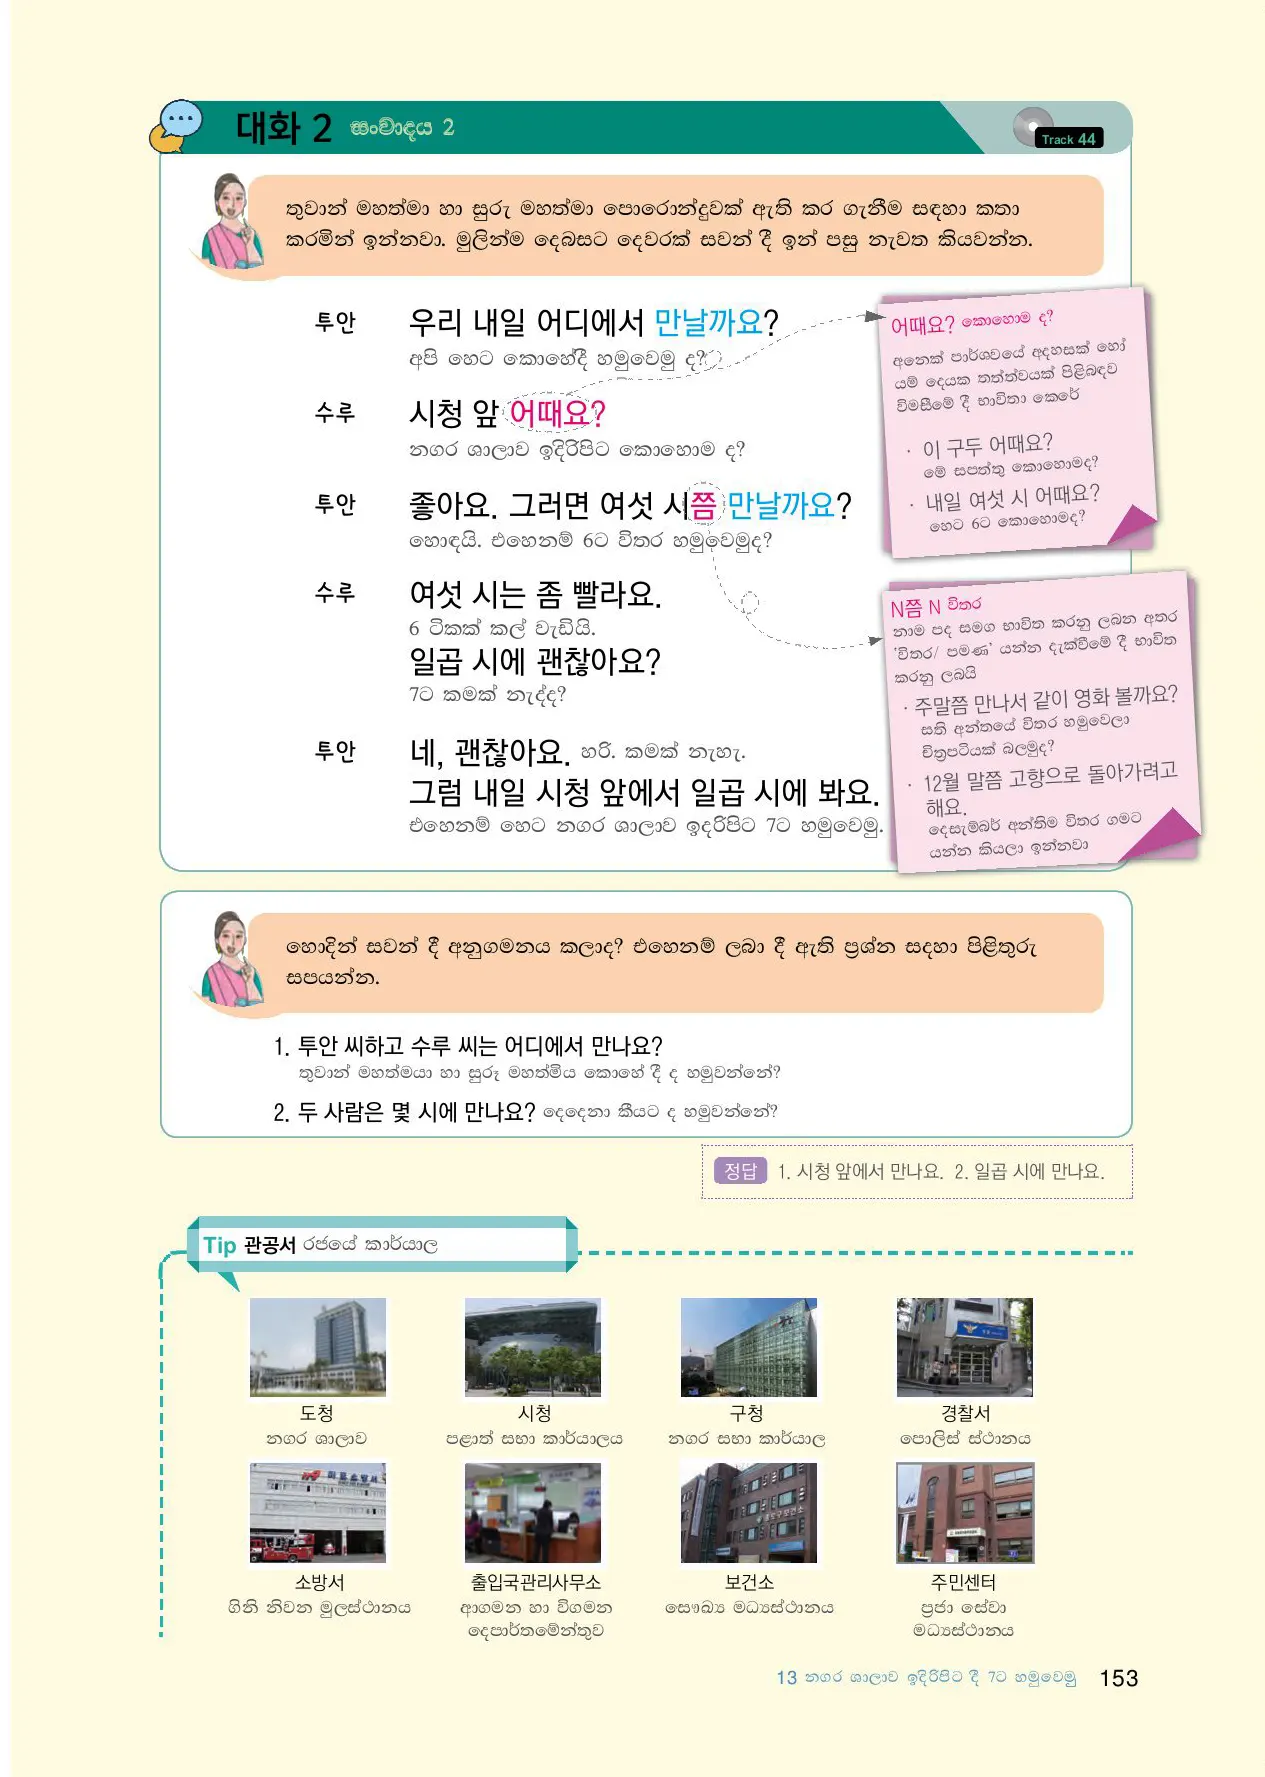 대화 2 සංවාදය 2
Track 44
තුවාන් මහත්මා හා සුරු මහත්මා පොරොන්දුවක් ඇති කර ගැනීම සඳහා කතා
කරමින් ඉන්නවා. මුලින්ම දෙබසට දෙවරක් සවන් දී ඉන් පසු නැවත කියවන්න.
투안 우리 내일 어디에서 만날까요?
අපි හෙට කොහේදී හමුවෙමු ද?
수루 시청 앞 어때요?
නගර ශාලාව ඉදිරිපිට කොහොම ද?
투안 좋아요. 그러면 여섯 시쯤 만날까요?
හොඳයි. එහෙනම් 6ට විතර හමුවෙමුද?
수루 여섯 시는 좀 빨라요.
6 ටිකක් කල් වැඩියි.
일곱 시에 괜찮아요?
7ට කමක් නැද්ද?
투안 네, 괜찮아요. හරි. කමක් නැහැ.
그럼 내일 시청 앞에서 일곱 시에 봐요.
එහෙනම් හෙට නගර ශාලාව ඉදරිපිට 7ට හමුවෙමු.
어때요? කොහොම ද?
අනෙක් පාර්ශවයේ අදහසක් හෝ
යම් දෙයක තත්ත්වයක් පිළිබඳව
විමසීමේ දී භාවිතා කෙරේ
· 이 구두 어때요?
මේ සපත්තු කොහොමද?
· 내일 여섯 시 어때요?
හෙට 6ට කොහොමද?
N쯤 N විතර
නාම පද සමග භාවිත කරනු ලබන අතර
'විතර/ පමණ' යන්න දැක්වීමේ දී භාවිත
කරනු ලබයි
· 주말쯤 만나서 같이 영화 볼까요?
සති අන්තයේ විතර හමුවෙලා
චිත්‍රපටියක් බලමුද?
· 12월 말쯤 고향으로 돌아가려고
해요.
දෙසැම්බර් අන්තිම විතර ගමට
යන්න කියලා ඉන්නවා
හොදින් සවන් දී අනුගමනය කලාද? එහෙනම් ලබා දී ඇති ප්‍රශ්න සදහා පිළිතුරු
සපයන්න.
1. 투안 씨하고 수루 씨는 어디에서 만나요?
තුවාන් මහත්මයා හා සුරූ මහත්මිය කොහේ දී ද හමුවන්නේ?
2. 두 사람은 몇 시에 만나요? දෙදෙනා කීයට ද හමුවන්නේ?
정답 1. 시청 앞에서 만나요. 2. 일곱 시에 만나요.
Tip 관공서 රජයේ කාර්යාල
도청 시청 구청 경찰서
නගර ශාලාව පළාත් සභා කාර්යාලය නගර සභා කාර්යාල පොලිස් ස්ථානය
소방서 출입국관리사무소 보건소 주민센터
ගිනි නිවන මුලස්ථානය ආගමන හා විගමන සෞඛ්‍ය මධ්‍යස්ථානය ප්‍රජා සේවා
දෙපාර්තමේන්තුව මධ්‍යස්ථානය
13 නගර ශාලාව ඉදිරිපිට දී 7ට හමුවෙමු 153